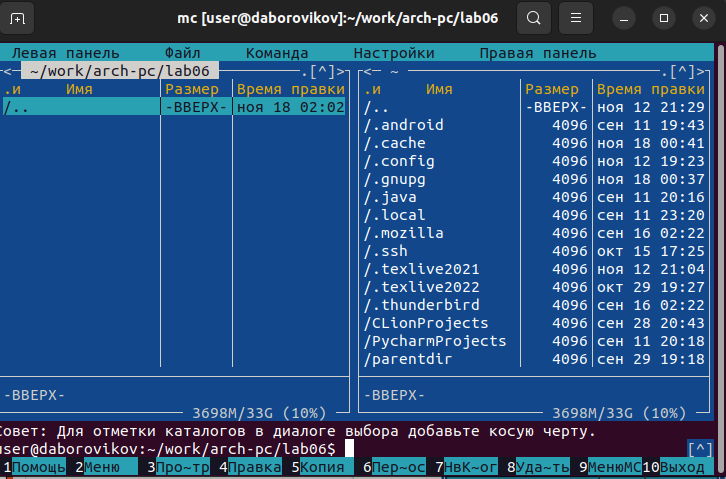 mc [user@daborovikov]:~/work/arch-pc/lab06
Левая панель Файл Команда Настройки Правая панель
<─ ~/work/arch-pc/lab06 ─.[^]>
.и Имя Размер Время правки
/.. -ВВЕРХ- ноя 18 02:02
-ВВЕРХ-
3698M/33G (10%)
<─ ~ ─.[^]>
.и Имя Размер Время правки
/.. -ВВЕРХ- ноя 12 21:29
/.android 4096 сен 11 19:43
/.cache 4096 ноя 18 00:41
/.config 4096 ноя 12 19:23
/.gnupg 4096 ноя 18 00:37
/.java 4096 сен 11 20:16
/.local 4096 сен 11 23:20
/.mozilla 4096 сен 16 02:22
/.ssh 4096 окт 15 17:25
/.texlive2021 4096 ноя 12 21:04
/.texlive2022 4096 окт 29 19:27
/.thunderbird 4096 сен 16 02:22
/CLionProjects 4096 сен 28 20:43
/PycharmProjects 4096 сен 11 20:18
/parentdir 4096 сен 29 19:18
-ВВЕРХ-
3698M/33G (10%)
Совет: Для отметки каталогов в диалоге выбора добавьте косую черту.
user@daborovikov:~/work/arch-pc/lab06$ [^]
1Помощь 2Меню 3Про~тр 4Правка 5Копия 6Пер~ос 7НвК~ог 8Уда~ть 9МенюMC 10Выход